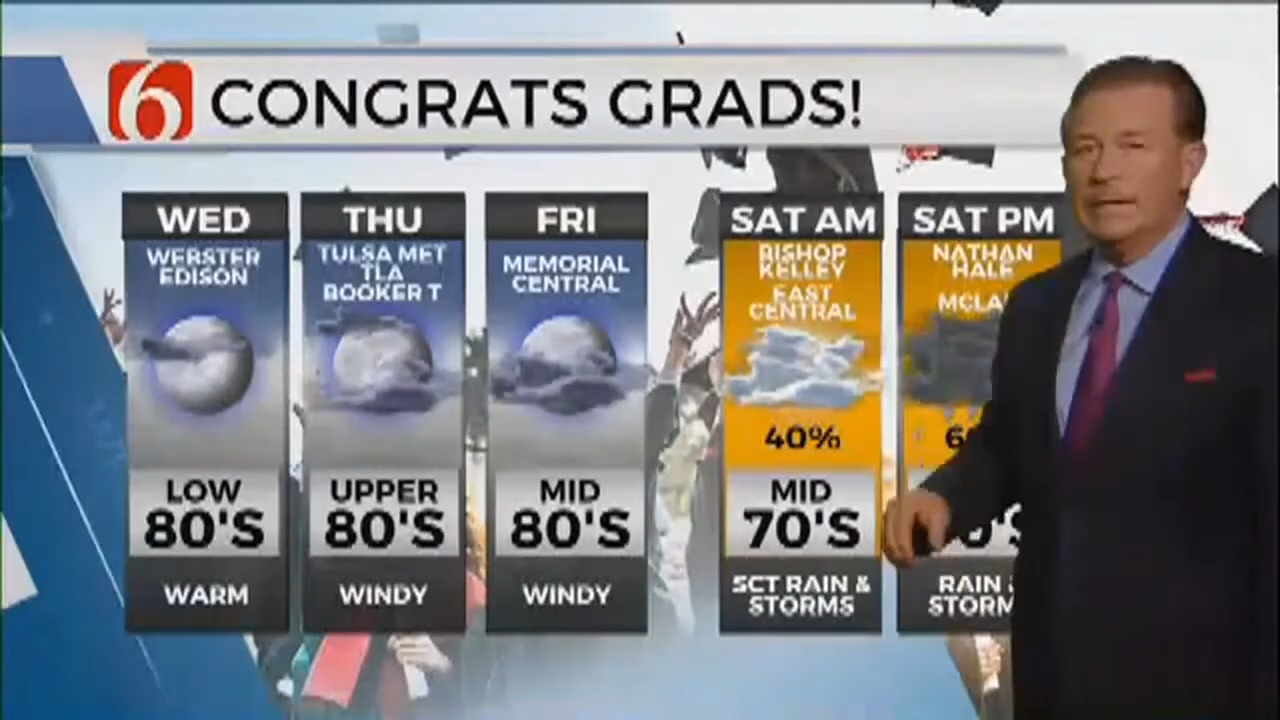 6 CONGRATS GRADS!
WED
WEBSTER
EDISON
LOW
80'S
WARM
THU
TULSA MET
TLA
BOOKER T
UPPER
80'S
WINDY
FRI
MEMORIAL
CENTRAL
MID
80'S
WINDY
SAT AM
BISHOP
KELLEY
EAST
CENTRAL
40%
MID
70'S
SCT RAIN &
STORMS
SAT PM
NATHAN
HALE
RAIN